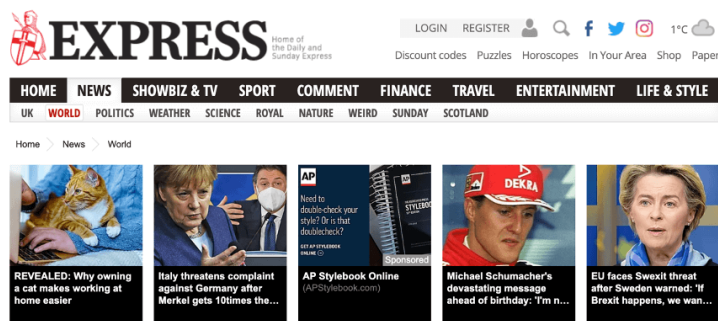 EXPRESS
Home of
the Daily and
Sunday Express
LOGIN REGISTER
1°C
Discount codes Puzzles Horoscopes In Your Area Shop Paper
HOME NEWS SHOWBIZ & TV SPORT COMMENT FINANCE TRAVEL ENTERTAINMENT LIFE & STYLE
UK WORLD POLITICS WEATHER SCIENCE ROYAL NATURE WEIRD SUNDAY SCOTLAND
Home News World
REVEALED: Why owning
a cat makes working at
home easier
Italy threatens complaint
against Germany after
Merkel gets 10times the...
AP
Need to
double-check your
style? Or is that
doublecheck?
GET AP STYLEBOOK
ONLINE
AP
STYLEBOOK
Sponsored
AP Stylebook Online
(APStylebook.com)
DEKRA
Michael Schumacher's
devastating message
ahead of birthday: 'I'm n...
EU faces Swexit threat
after Sweden warned: 'If
Brexit happens, we wan...